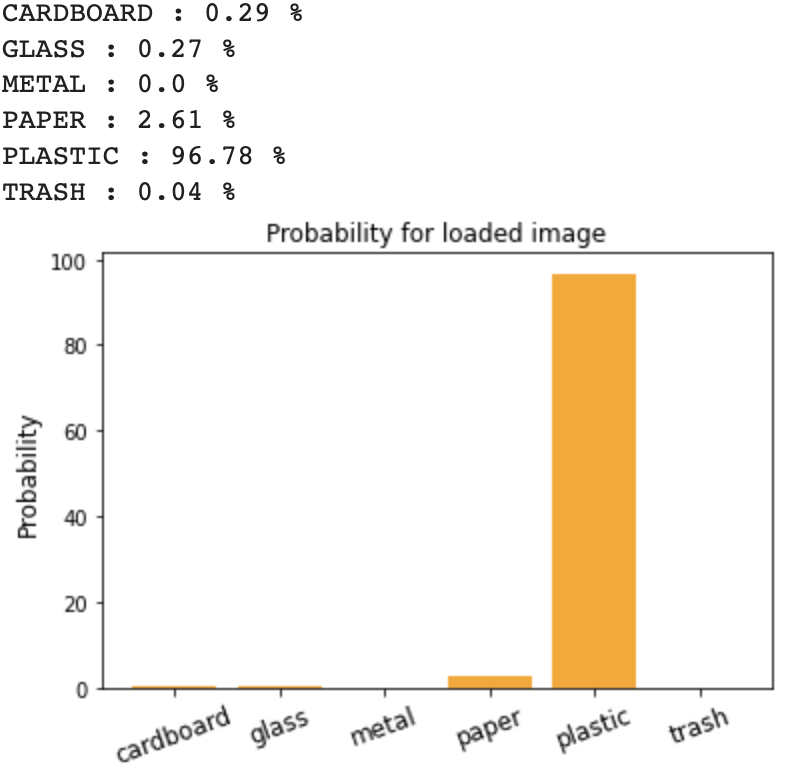 CARDBOARD : 0.29 %
GLASS : 0.27 %
METAL : 0.0 %
PAPER : 2.61 %
PLASTIC : 96.78 %
TRASH : 0.04 %
Probability for loaded image
100
80
60
40
20
0
Probability
cardboard glass metal paper plastic trash